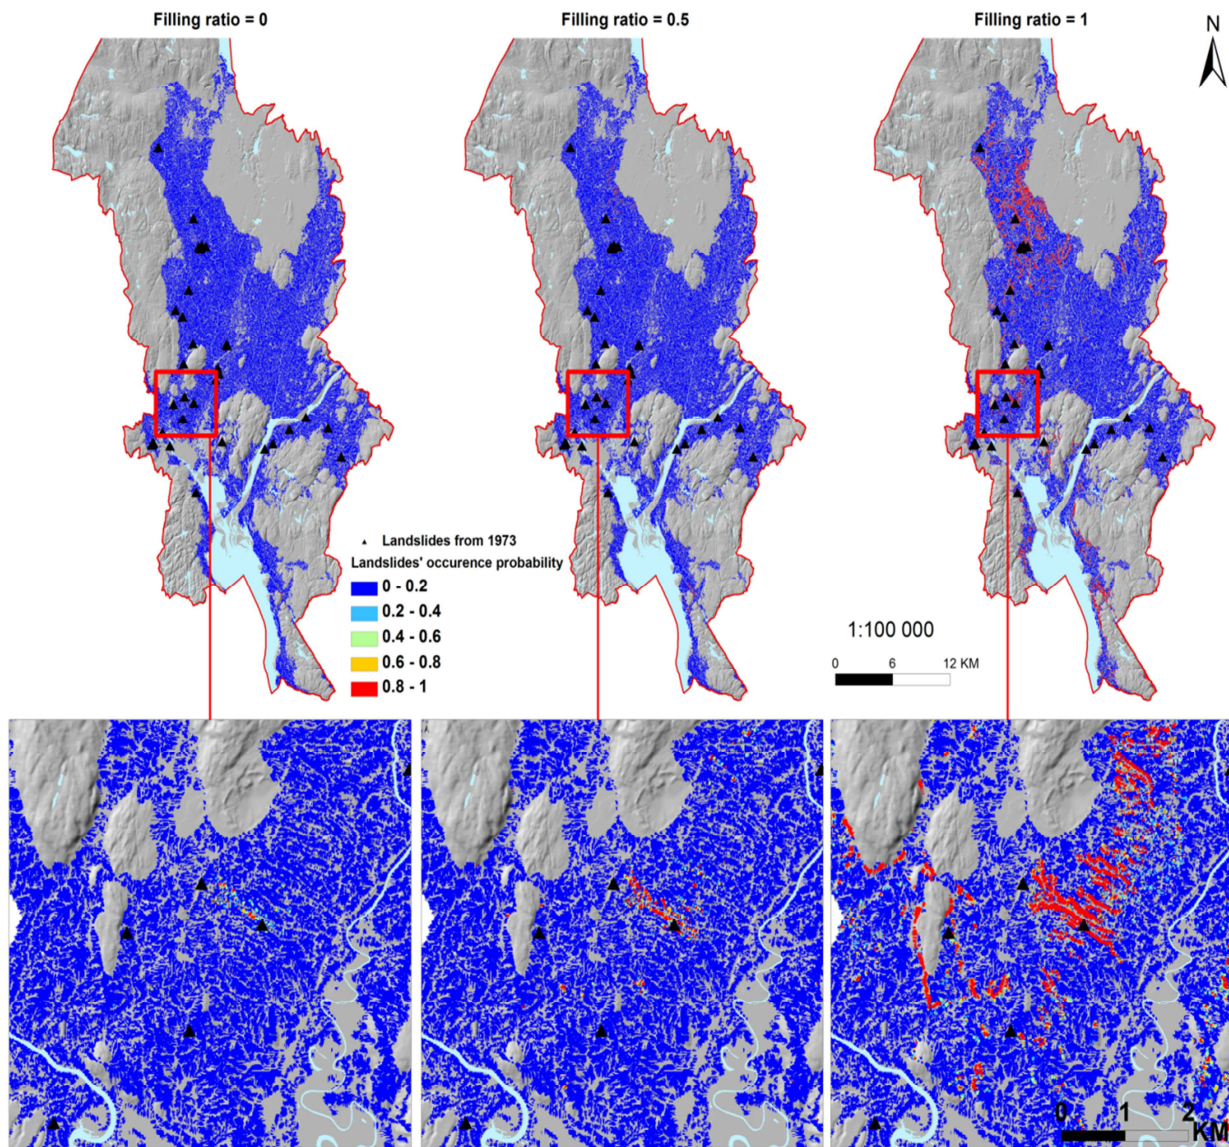 Filling ratio = 0
Filling ratio = 0.5
Filling ratio = 1
N
Landslides from 1973
Landslides' occurence probability
0 - 0.2
0.2 - 0.4
0.4 - 0.6
0.6 - 0.8
0.8 - 1
1:100 000
0 6 12 KM
0 1 2
KM